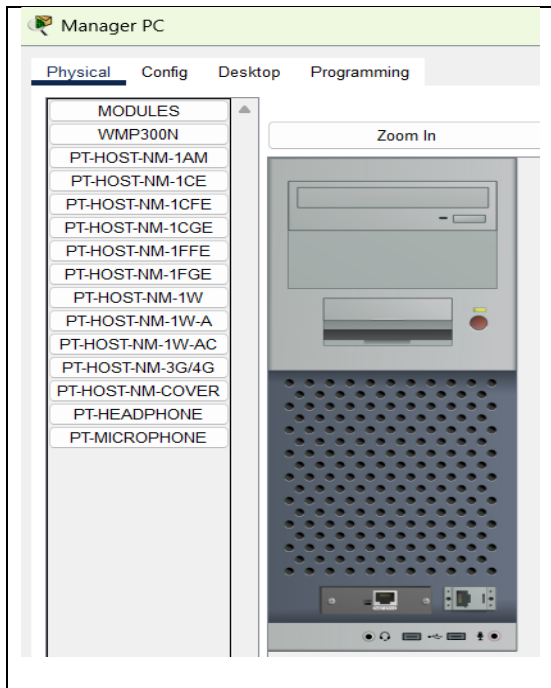 Manager PC
Physical Config Desktop Programming
MODULES
WMP300N
PT-HOST-NM-1AM
PT-HOST-NM-1CE
PT-HOST-NM-1CFE
PT-HOST-NM-1CGE
PT-HOST-NM-1FFE
PT-HOST-NM-1FGE
PT-HOST-NM-1W
PT-HOST-NM-1W-A
PT-HOST-NM-1W-AC
PT-HOST-NM-3G/4G
PT-HOST-NM-COVER
PT-HEADPHONE
PT-MICROPHONE
Zoom In